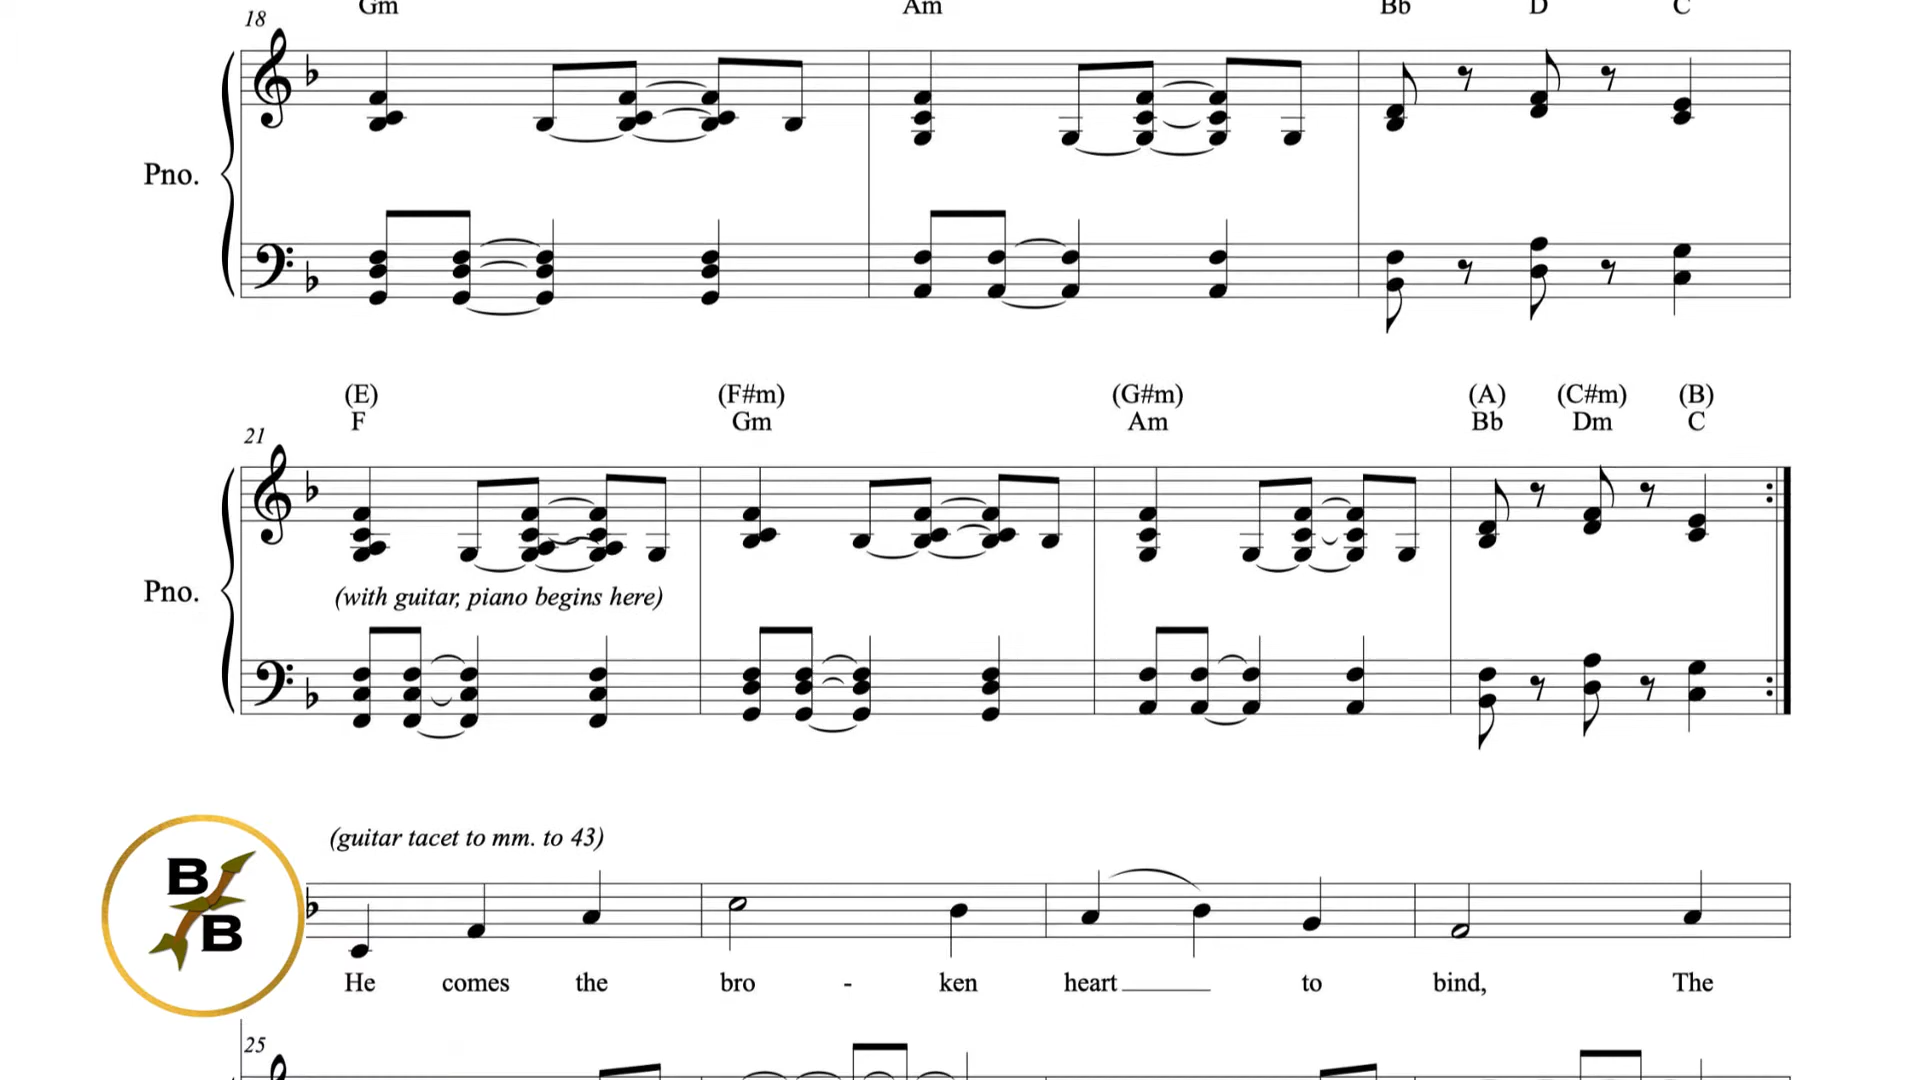 Gm Am Bb D C
18
Pno.
(E) (F#m) (G#m) (A) (C#m) (B)
F Gm Am Bb Dm C
21
Pno.
(with guitar, piano begins here)
(guitar tacet to mm. to 43)
B
B
He comes the bro - ken heart____ to bind, The
25